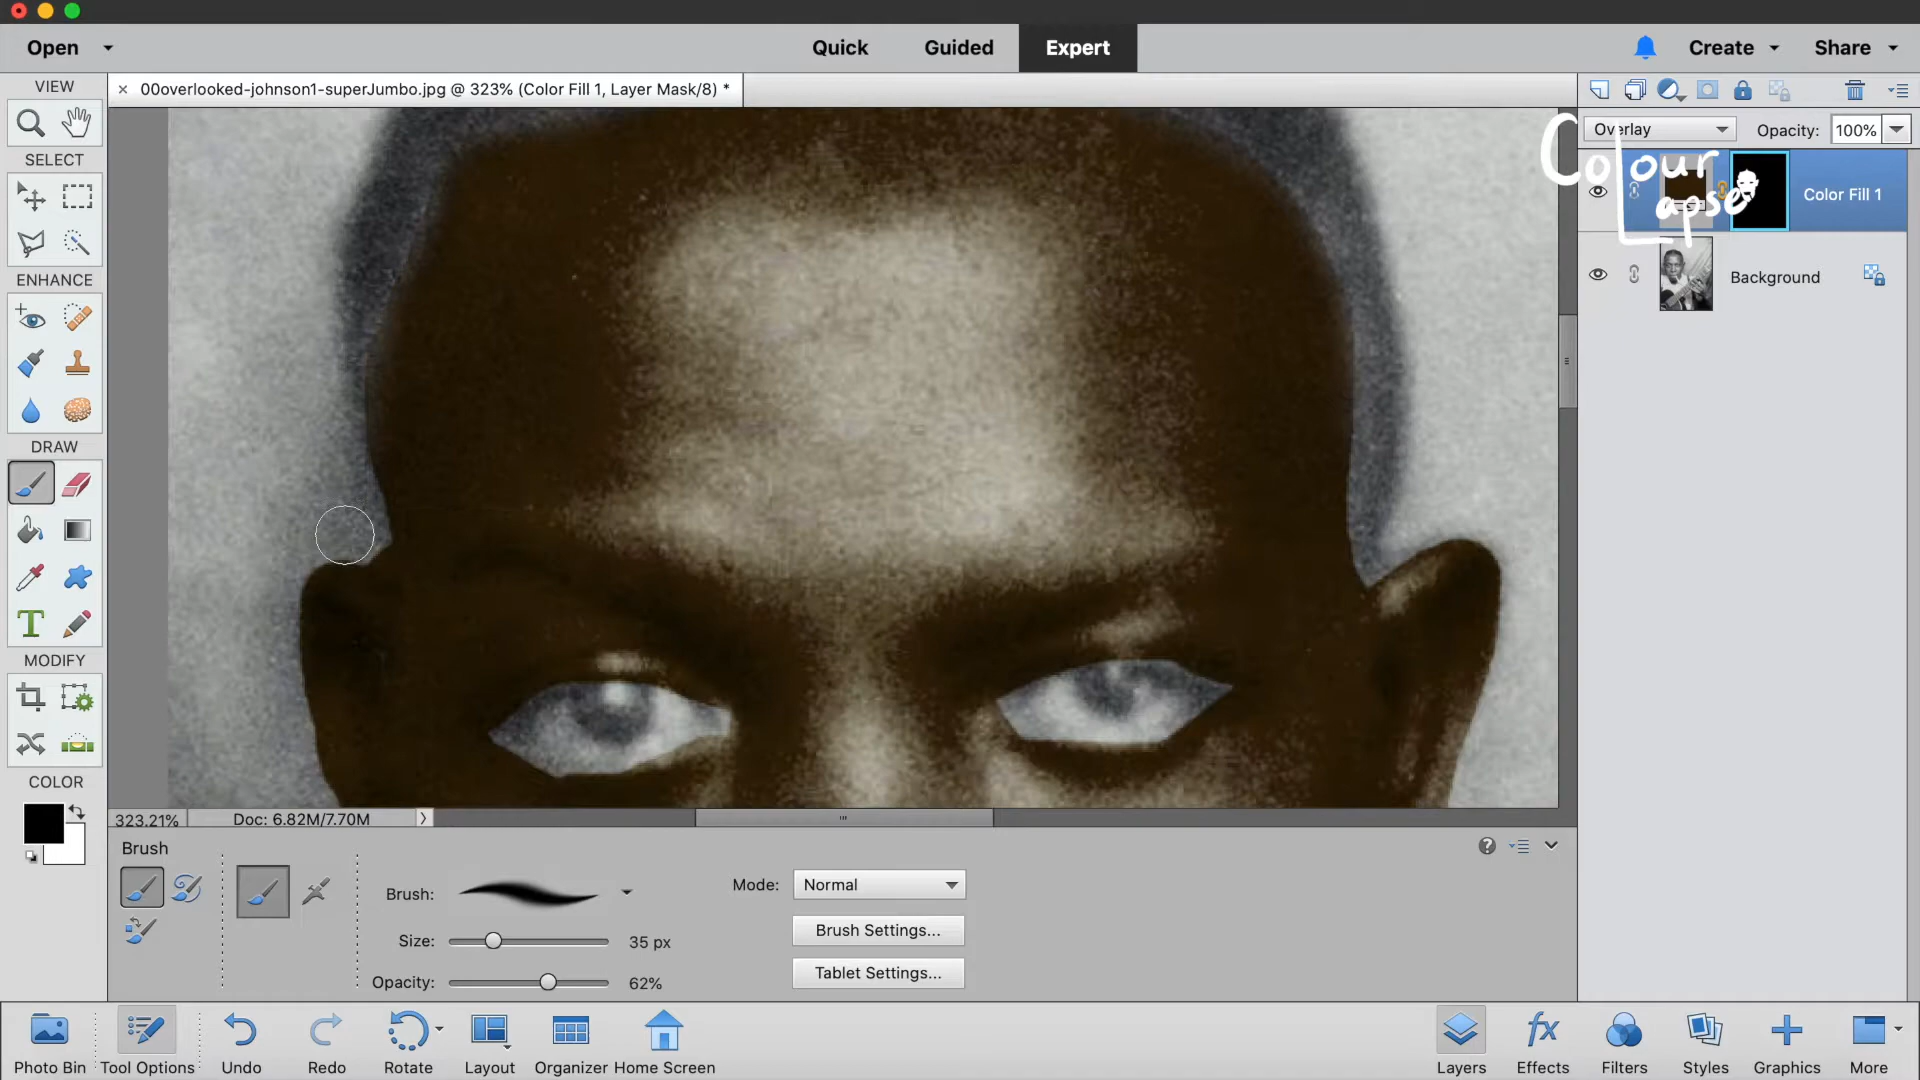 Open
Quick
Guided
Expert
Create
Share
VIEW
× 00overlooked-johnson1-superJumbo.jpg @ 323% (Color Fill 1, Layer Mask/8) *
Overlay
Opacity: 100%
Colour
Lapse
Color Fill 1
Background
SELECT
ENHANCE
DRAW
T
MODIFY
COLOR
323.21%
Doc: 6.82M/7.70M
Brush
Brush:
Size:
35 px
Opacity:
62%
Mode:
Normal
Brush Settings...
Tablet Settings...
Photo Bin
Tool Options
Undo
Redo
Rotate
Layout
Organizer
Home Screen
Layers
fx
Effects
Filters
Styles
Graphics
More